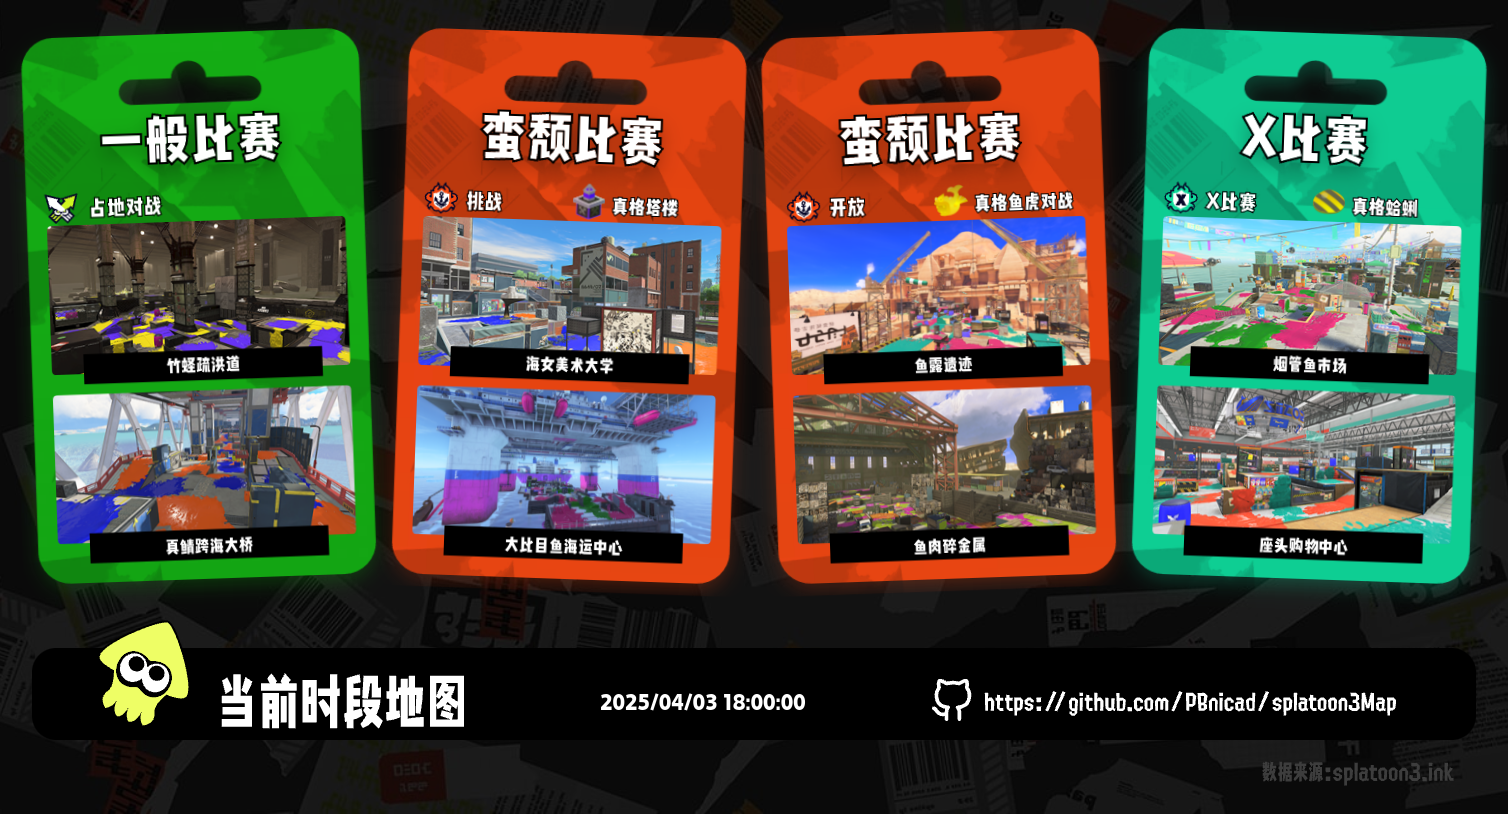 一般比赛
占地对战
竹蛏疏洪道
真鲭跨海大桥
蛮颓比赛
挑战
真格塔楼
海女美术大学
大比目鱼海运中心
蛮颓比赛
开放
真格鱼虎对战
鱼露遗迹
鱼肉碎金属
X比赛
X比赛
真格蛤蜊
烟管鱼市场
座头购物中心
当前时段地图
2025/04/03 18:00:00
https://github.com/PBnicad/splatoon3Map
数据来源:splatoon3.ink